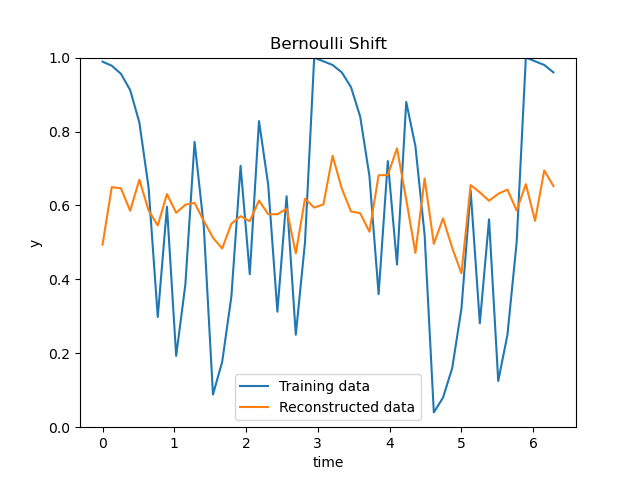 Bernoulli Shift
1.0
0.8
0.6
0.4
0.2
0.0
y
Training data
Reconstructed data
0 1 2 3 4 5 6
time